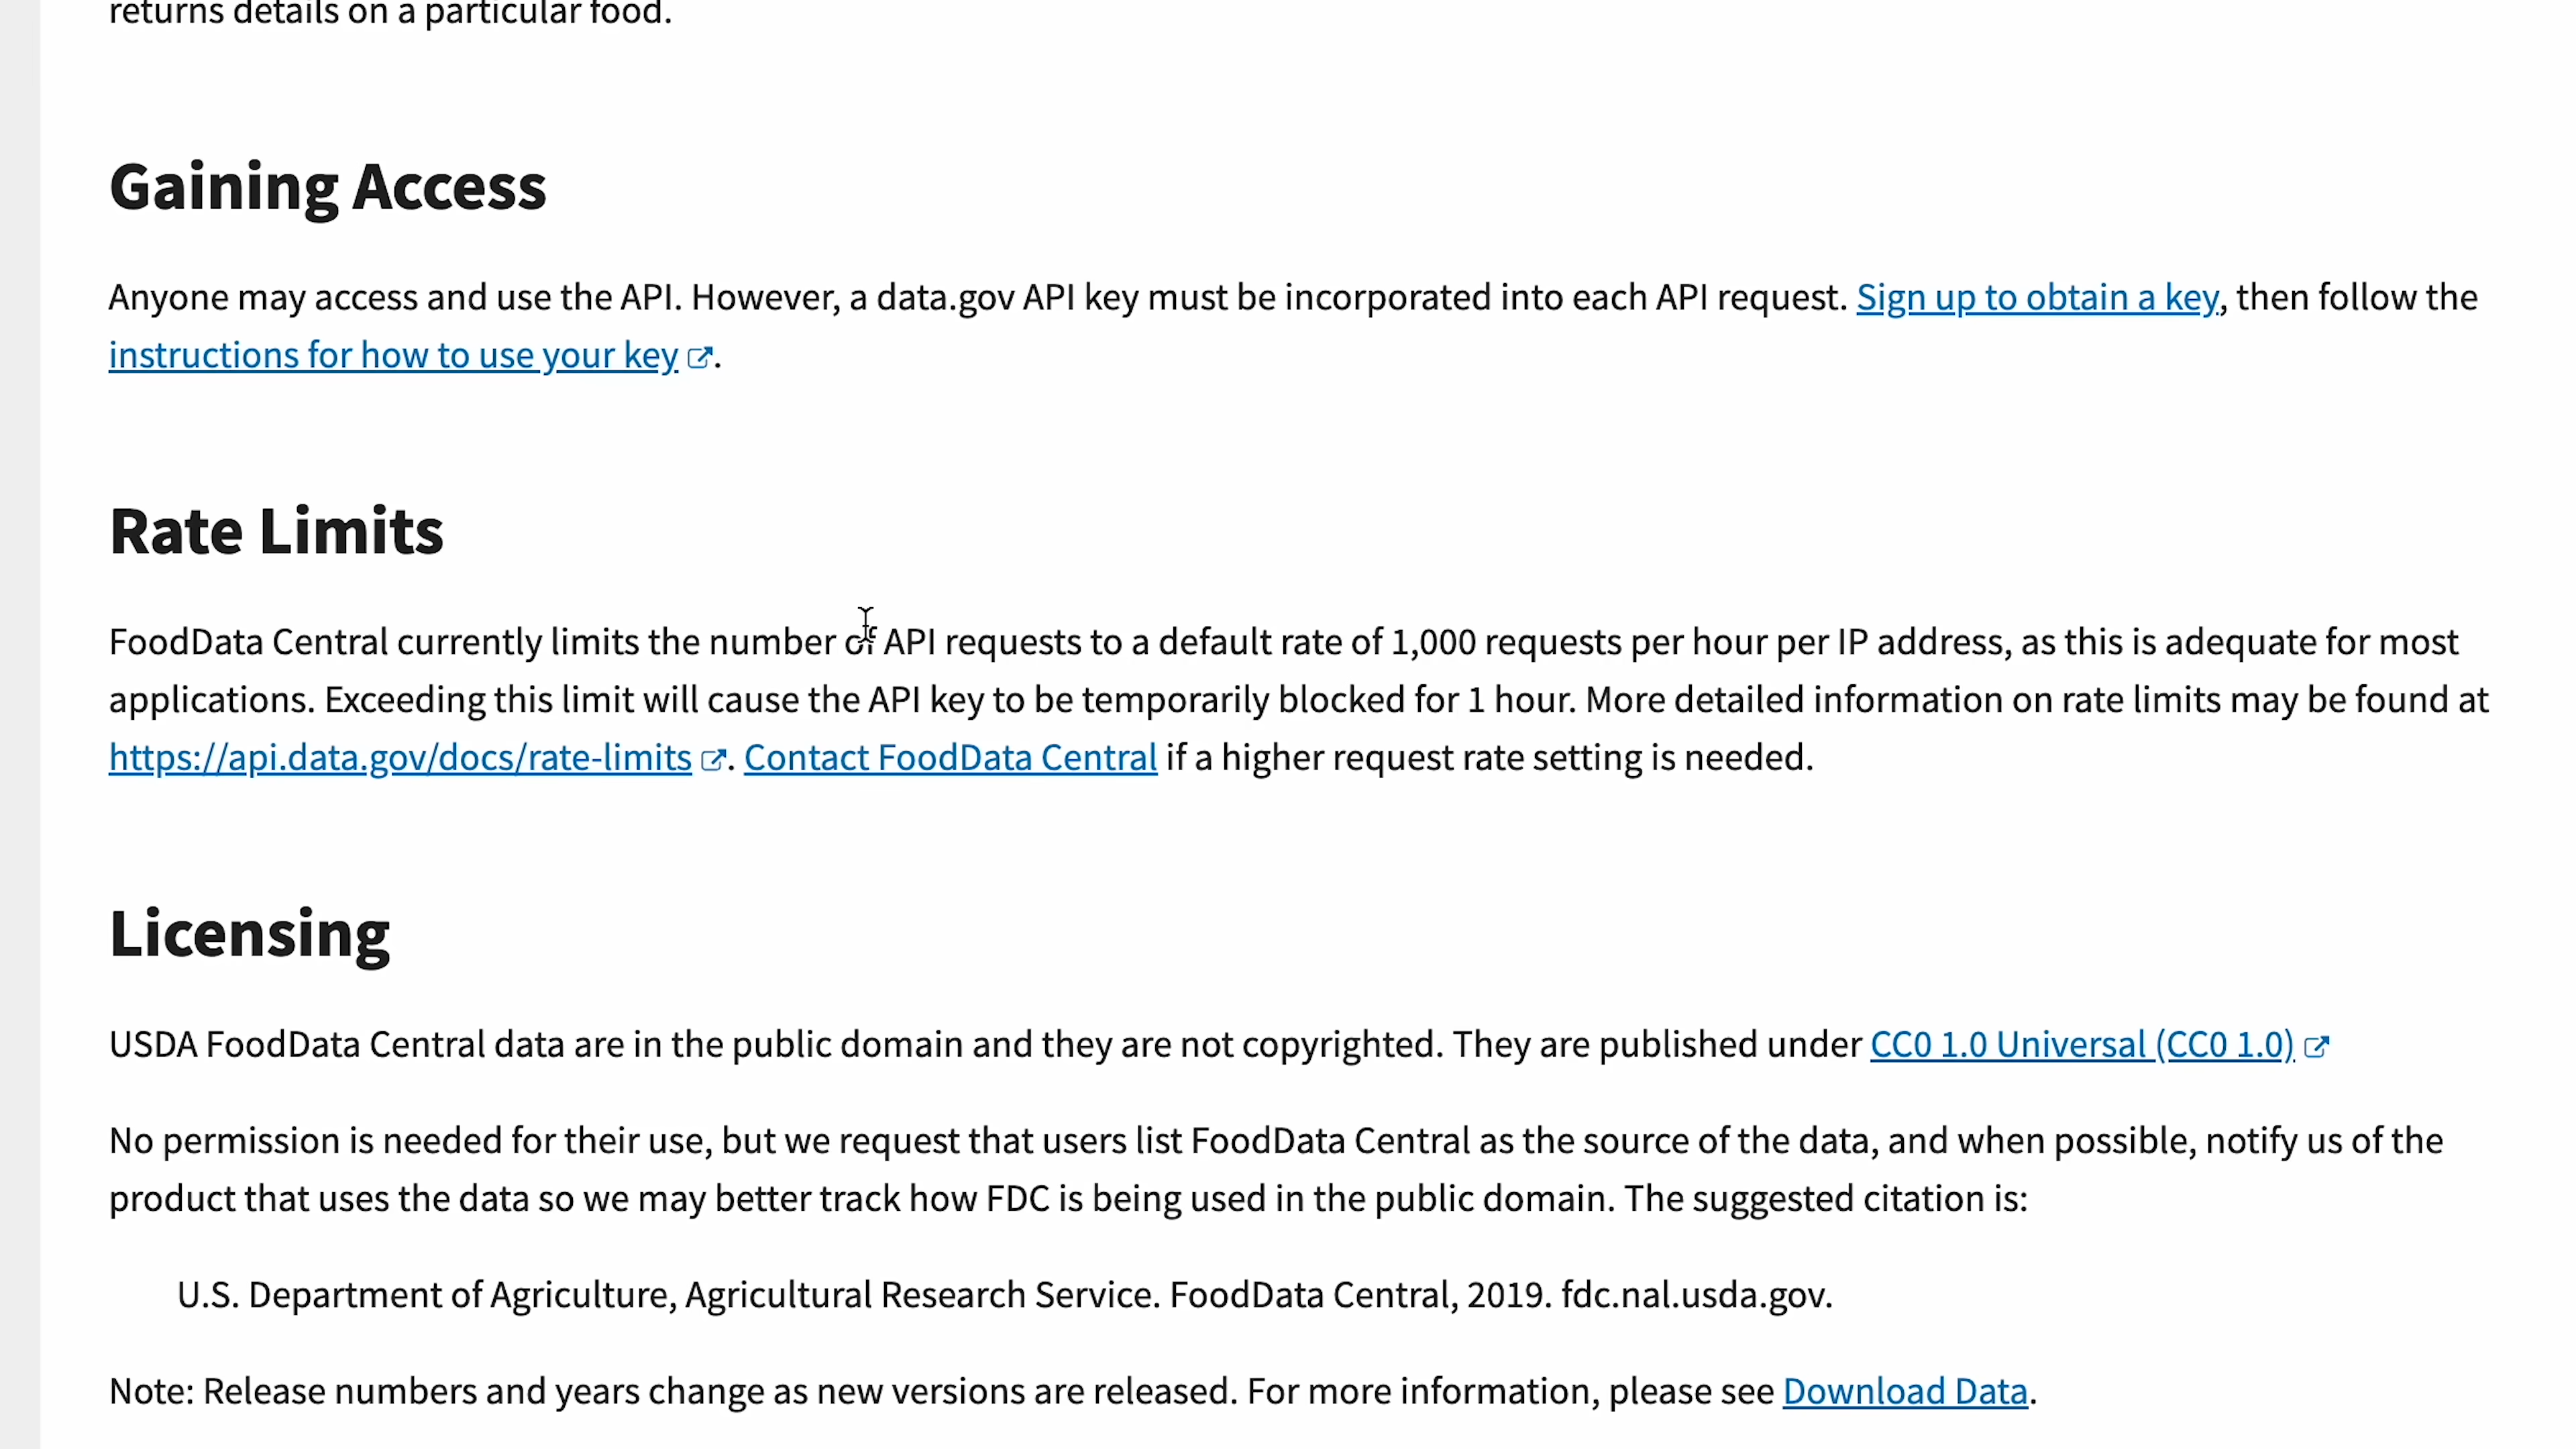 returns details on a particular food.
Gaining Access
Anyone may access and use the API. However, a data.gov API key must be incorporated into each API request. Sign up to obtain a key, then follow the
instructions for how to use your key.
Rate Limits
FoodData Central currently limits the number of API requests to a default rate of 1,000 requests per hour per IP address, as this is adequate for most
applications. Exceeding this limit will cause the API key to be temporarily blocked for 1 hour. More detailed information on rate limits may be found at
https://api.data.gov/docs/rate-limits. Contact FoodData Central if a higher request rate setting is needed.
Licensing
USDA FoodData Central data are in the public domain and they are not copyrighted. They are published under CC0 1.0 Universal (CC0 1.0)
No permission is needed for their use, but we request that users list FoodData Central as the source of the data, and when possible, notify us of the
product that uses the data so we may better track how FDC is being used in the public domain. The suggested citation is:
U.S. Department of Agriculture, Agricultural Research Service. FoodData Central, 2019. fdc.nal.usda.gov.
Note: Release numbers and years change as new versions are released. For more information, please see Download Data.